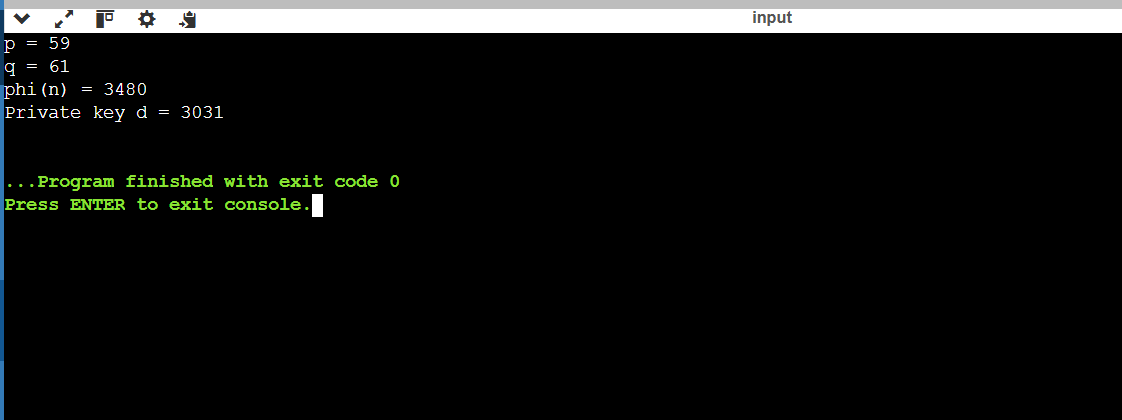 input
p = 59
q = 61
phi(n) = 3480
Private key d = 3031
...Program finished with exit code 0
Press ENTER to exit console.